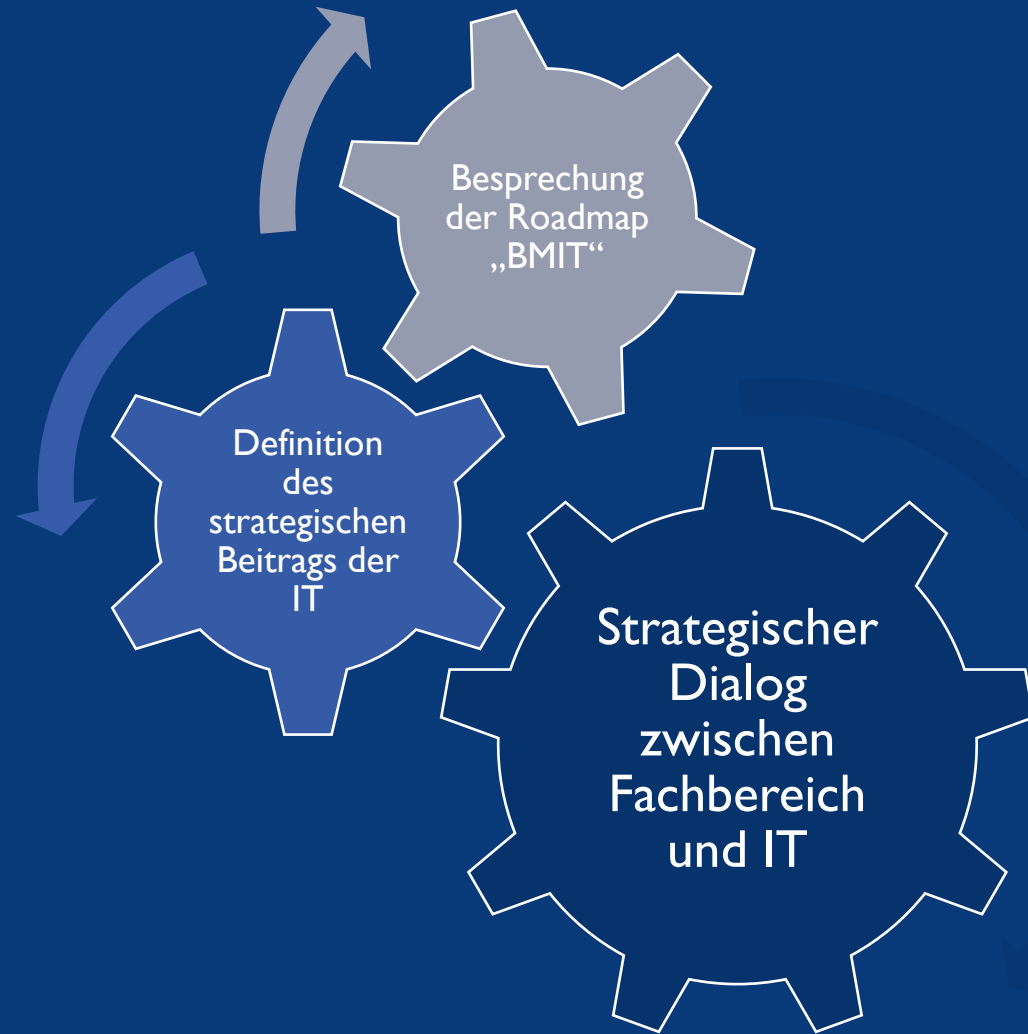 Besprechung
der Roadmap
„BMIT“
Definition
des
strategischen
Beitrags der
IT
Strategischer
Dialog
zwischen
Fachbereich
und IT